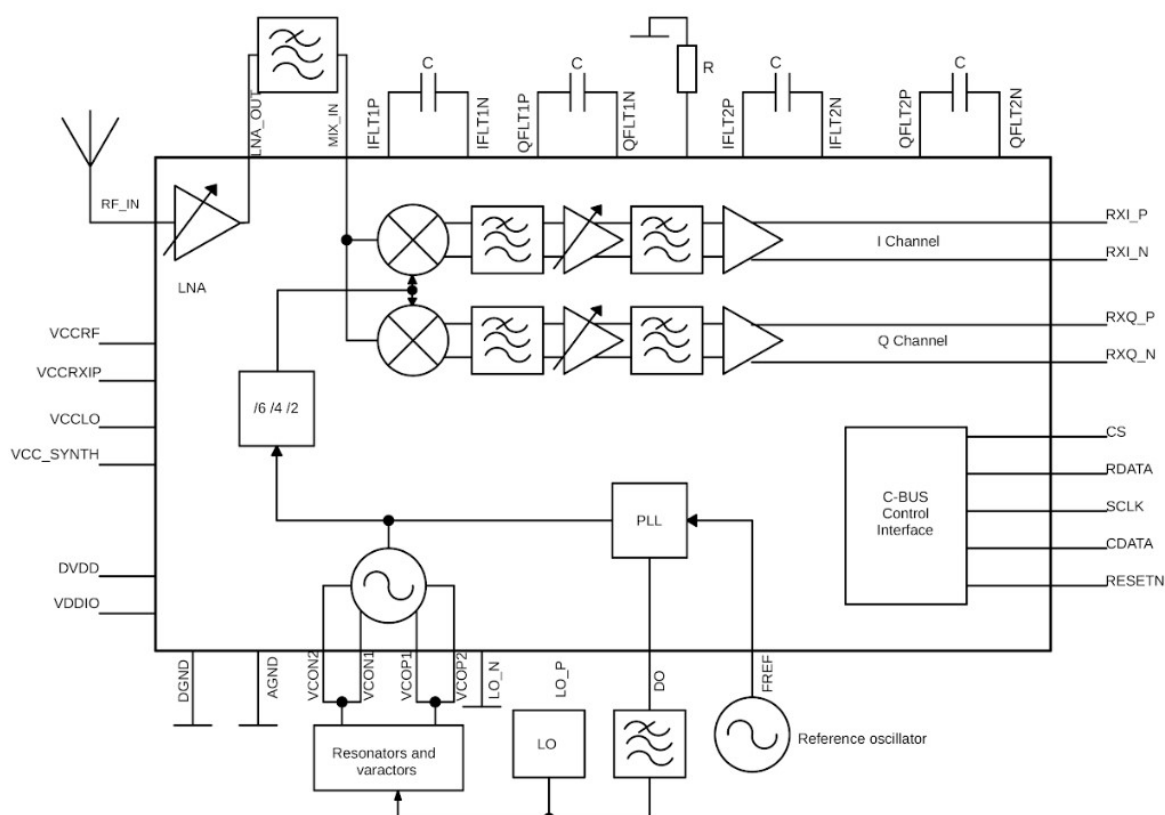 C
C
R
C
C
LNA_OUT
MIX_IN
IFLT1P
IFLT1N
QFLT1P
QFLT1N
IFLT2P
IFLT2N
QFLT2P
QFLT2N
RF_IN
LNA
RXI_P
I Channel
RXI_N
RXQ_P
Q Channel
RXQ_N
VCCRF
VCCRXIP
VCCLO
VCC_SYNTH
/6 /4 /2
CS
RDATA
SCLK
CDATA
RESETN
C-BUS
Control
Interface
PLL
DVDD
VDDIO
DGND
AGND
VCON2
VCON1
VCOP1
VCOP2
LO_N
LO_P
DO
FREF
Resonators and
varactors
LO
Reference oscillator